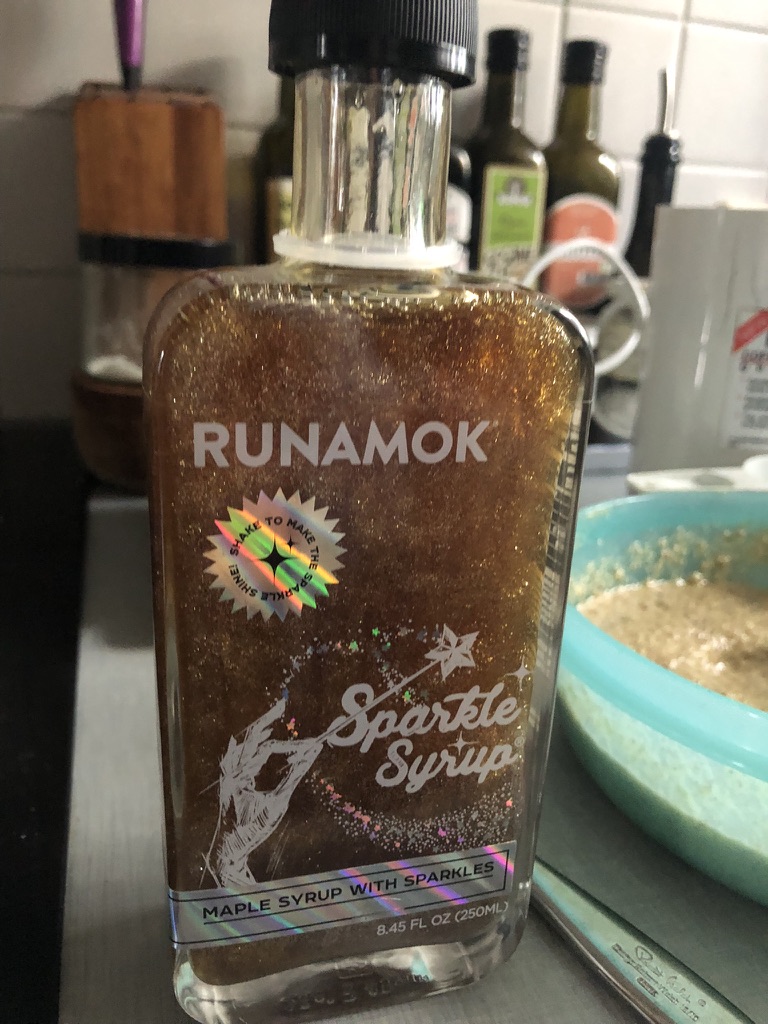 RUNAMOK
SHAKE TO MAKE THE SPARKLE SHINE!
Sparkle
Syrup®
MAPLE SYRUP WITH SPARKLES
8.45 FL OZ (250ML)